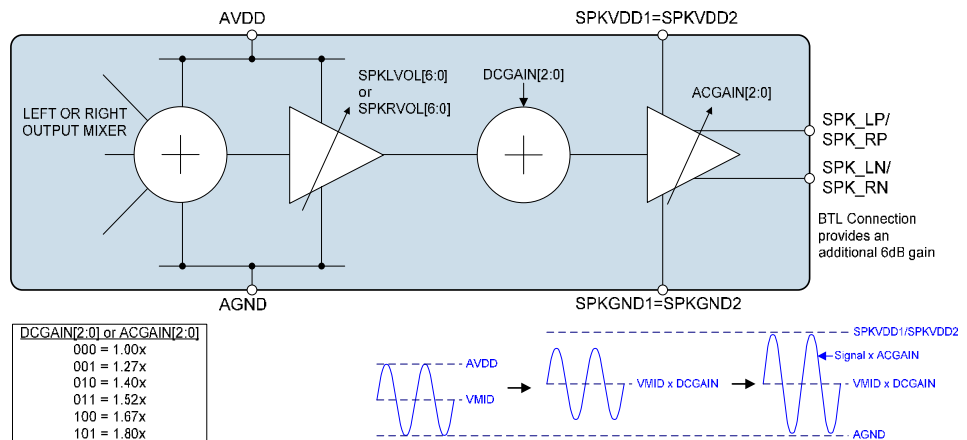 AVDD
SPKVDD1=SPKVDD2
SPKLVOL[6:0]
or
SPKRVOL[6:0]
DCGAIN[2:0]
ACGAIN[2:0]
LEFT OR RIGHT
OUTPUT MIXER
SPK_LP/
SPK_RP
SPK_LN/
SPK_RN
BTL Connection
provides an
additional 6dB gain
AGND
SPKGND1=SPKGND2
DCGAIN[2:0] or ACGAIN[2:0]
000 = 1.00x
001 = 1.27x
010 = 1.40x
011 = 1.52x
100 = 1.67x
101 = 1.80x
AVDD
VMID
VMID x DCGAIN
SPKVDD1/SPKVDD2
Signal x ACGAIN
VMID x DCGAIN
AGND